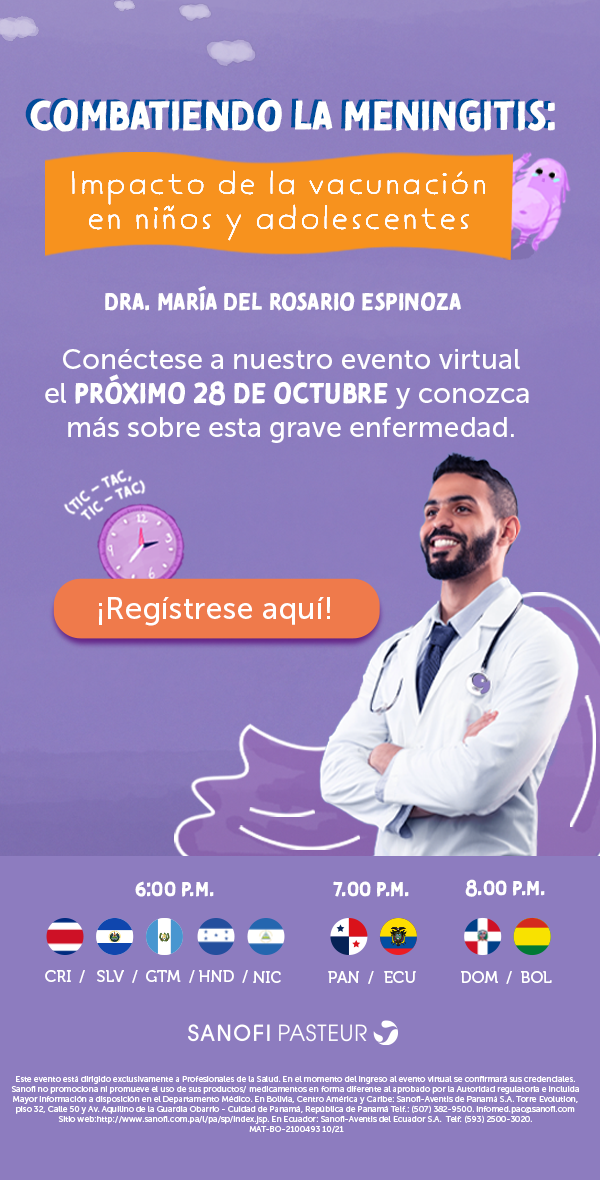 COMBATIENDO LA MENINGITIS:
Impacto de la vacunación
en niños y adolescentes
DRA. MARÍA DEL ROSARIO ESPINOZA
Conéctese a nuestro evento virtual
el PRÓXIMO 28 DE OCTUBRE y conozca
más sobre esta grave enfermedad.
(TIC – TAC,
TIC – TAC)
12
3
6
9
¡Regístrese aquí!
6:00 P.M. 7.00 P.M. 8.00 P.M.
CRI / SLV / GTM / HND / NIC PAN / ECU DOM / BOL
SANOFI PASTEUR
Este evento está dirigido exclusivamente a Profesionales de la Salud. En el momento del ingreso al evento virtual se confirmará sus credenciales.
Sanofi no promociona ni promueve el uso de sus productos/ medicamentos en forma diferente al aprobado por la Autoridad regulatoria e incluida
Mayor información a disposición en el Departamento Médico. En Bolivia, Centro América y Caribe: Sanofi-Aventis de Panamá S.A. Torre Evolution,
piso 32, Calle 50 y Av. Aquilino de la Guardia Obarrio - Cuidad de Panamá, República de Panamá Telf.: (507) 382-9500. infomed.pac@sanofi.com
Sitio web:http://www.sanofi.com.pa/l/pa/sp/index.jsp. En Ecuador: Sanofi-Aventis del Ecuador S.A. Telf: (593) 2500-3020.
MAT-BO-2100493 10/21